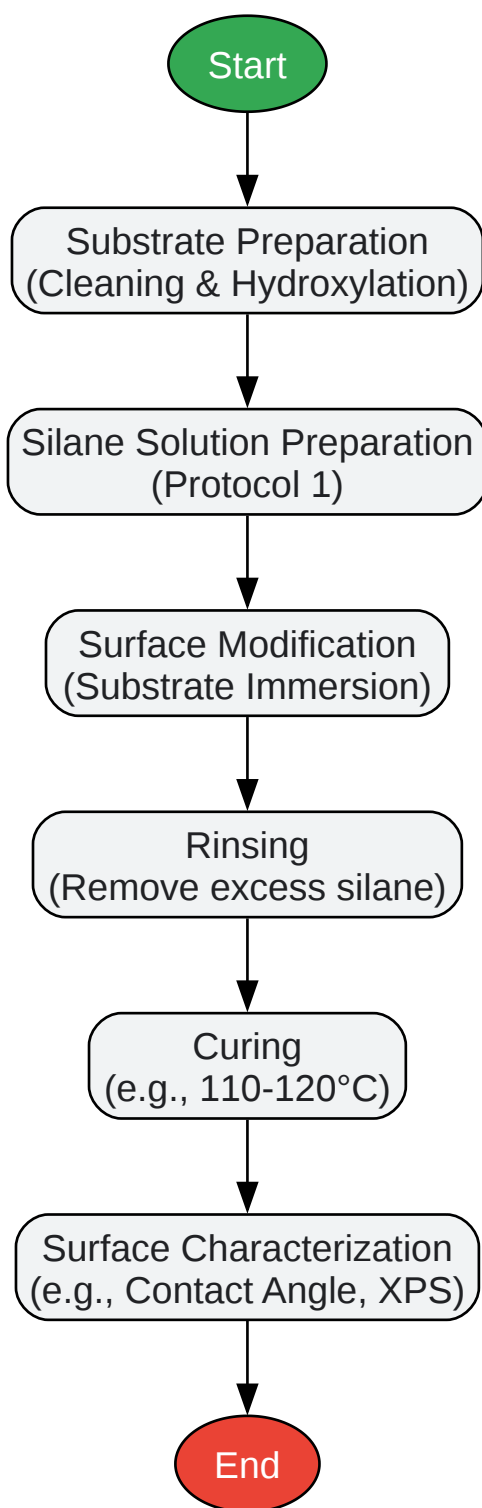 Start
Substrate Preparation
(Cleaning & Hydroxylation)
Silane Solution Preparation
(Protocol 1)
Surface Modification
(Substrate Immersion)
Rinsing
(Remove excess silane)
Curing
(e.g., 110-120°C)
Surface Characterization
(e.g., Contact Angle, XPS)
End